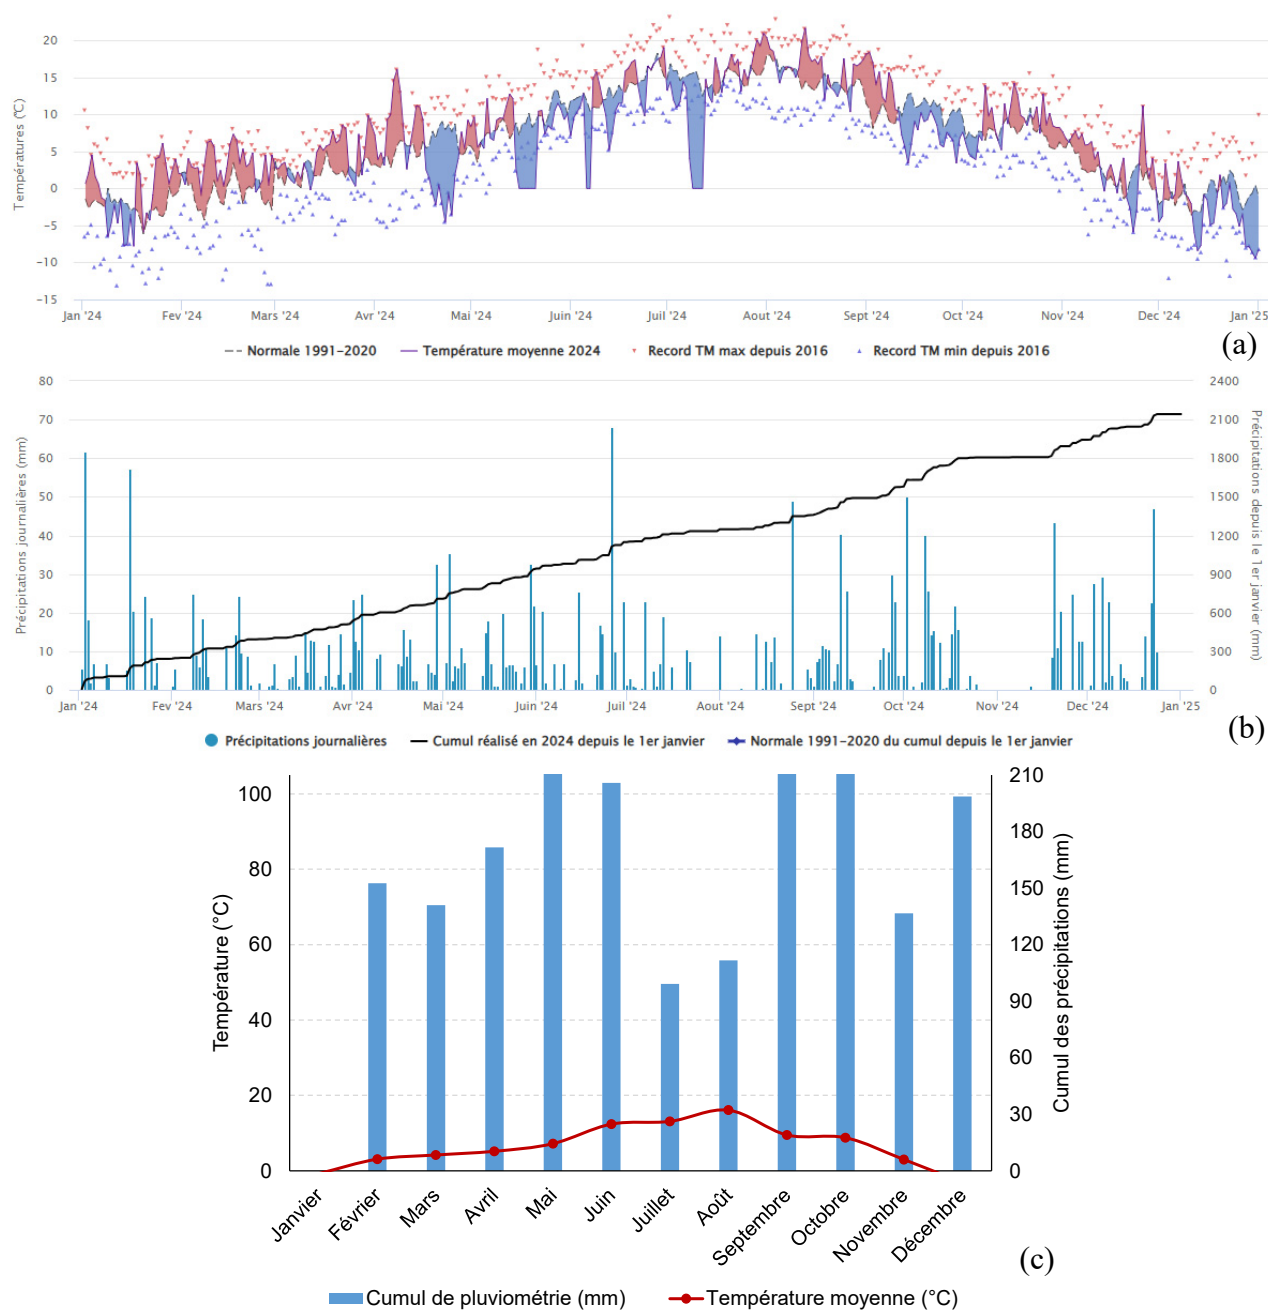 Températures (°C)
20
15
10
5
0
−5
−10
−15
Jan '24 Fev '24 Mars '24 Avr '24 Mai '24 Juin '24 Juil '24 Aout '24 Sept '24 Oct '24 Nov '24 Dec '24 Jan '25
(a)
Normale 1991−2020 Température moyenne 2024 Record TM max depuis 2016 Record TM min depuis 2016
Précipitations journalières (mm)
80
70
60
50
40
30
20
10
0
2400
2100
1800
1500
1200
900
600
300
0
Précipitations depuis le 1er janvier (mm)
Jan '24 Fev '24 Mars '24 Avr '24 Mai '24 Juin '24 Juil '24 Aout '24 Sept '24 Oct '24 Nov '24 Dec '24 Jan '25
(b)
Précipitations journalières Cumul réalisé en 2024 depuis le 1er janvier Normale 1991−2020 du cumul depuis le 1er janvier
Température (°C)
100
80
60
40
20
0
210
180
150
120
90
60
30
0
Cumul des précipitations (mm)
Janvier Février Mars Avril Mai Juin Juillet Août Septembre Octobre Novembre Décembre
(c)
Cumul de pluviométrie (mm) Température moyenne (°C)